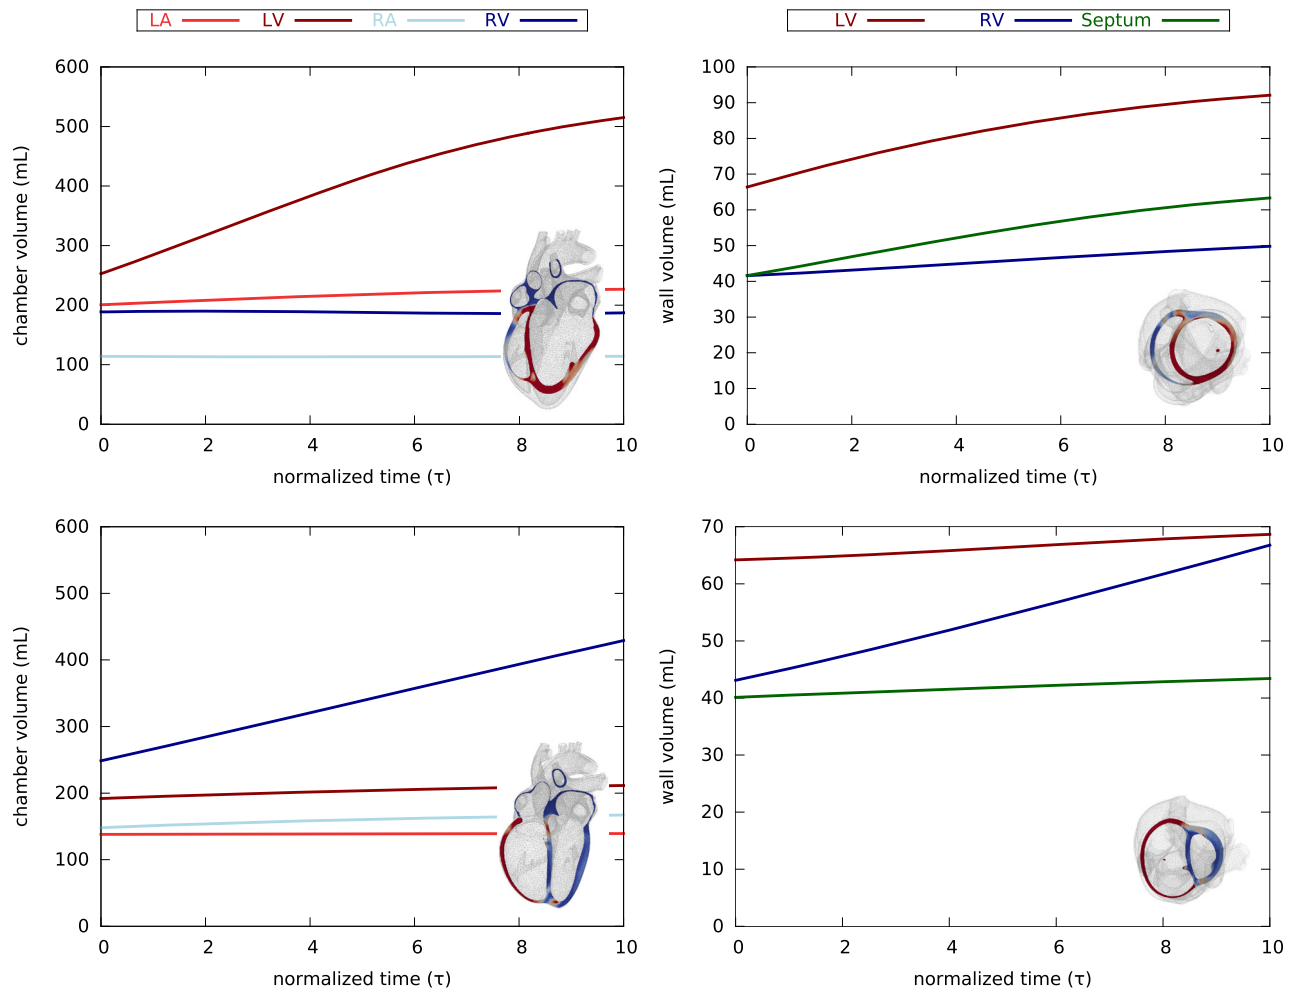 LA LV RA RV
LV RV Septum
600
500
400
300
200
100
0
chamber volume (mL)
0 2 4 6 8 10
normalized time (τ)
100
90
80
70
60
50
40
30
20
10
0
wall volume (mL)
0 2 4 6 8 10
normalized time (τ)
600
500
400
300
200
100
0
chamber volume (mL)
0 2 4 6 8 10
normalized time (τ)
70
60
50
40
30
20
10
0
wall volume (mL)
0 2 4 6 8 10
normalized time (τ)